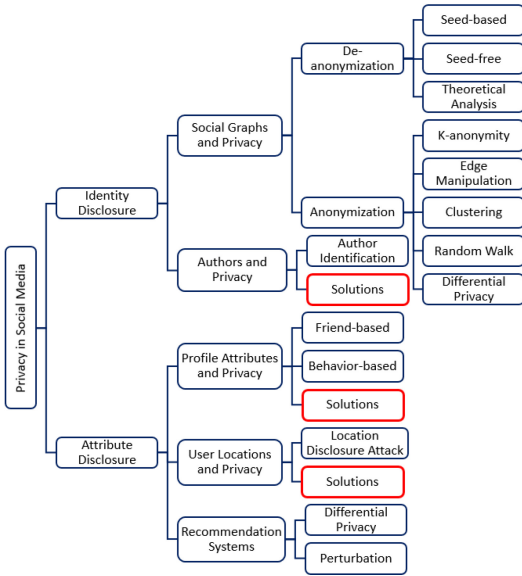 Privacy in Social Media
Identity
Disclosure
Social Graphs
and Privacy
De-
anonymization
Seed-based
Seed-free
Theoretical
Analysis
Anonymization
K-anonymity
Edge
Manipulation
Clustering
Random Walk
Differential
Privacy
Authors and
Privacy
Author
Identification
Solutions
Attribute
Disclosure
Profile Attributes
and Privacy
Friend-based
Behavior-based
Solutions
User Locations
and Privacy
Location
Disclosure Attack
Solutions
Recommendation
Systems
Differential
Privacy
Perturbation